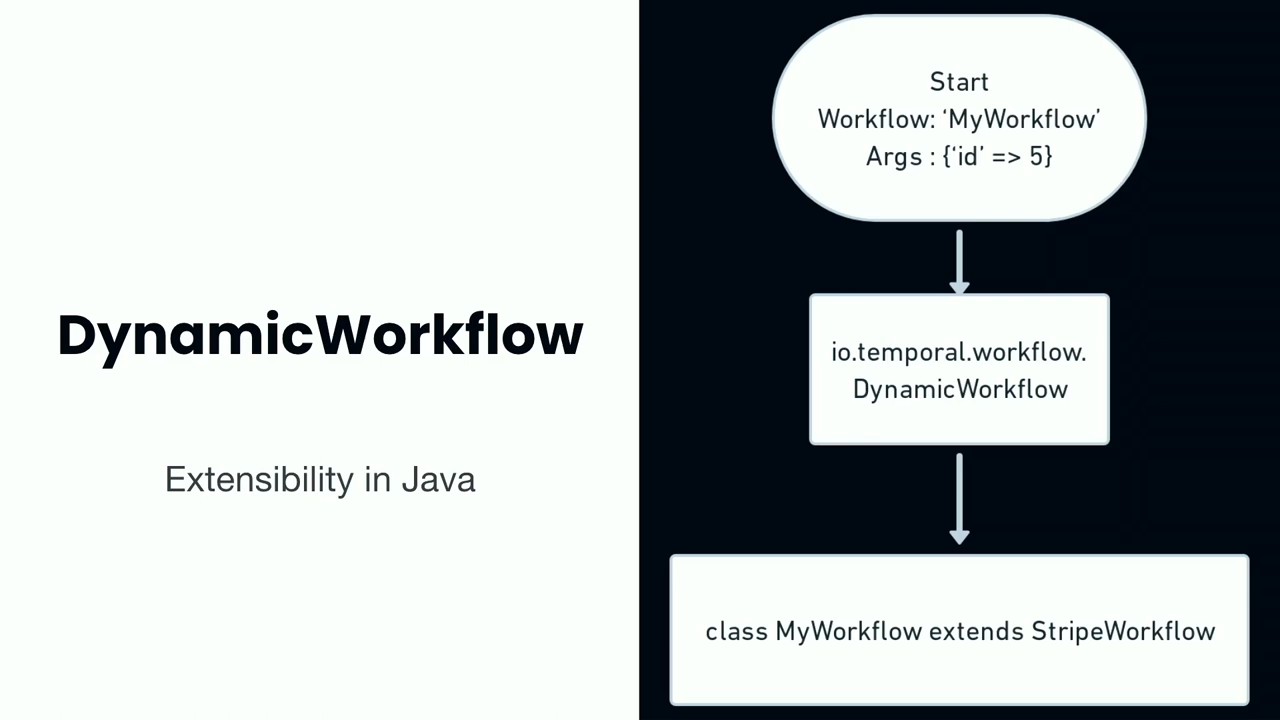 DynamicWorkflow
Extensibility in Java
Start
Workflow: ‘MyWorkflow’
Args : {‘id’ => 5}
io.temporal.workflow.
DynamicWorkflow
class MyWorkflow extends StripeWorkflow